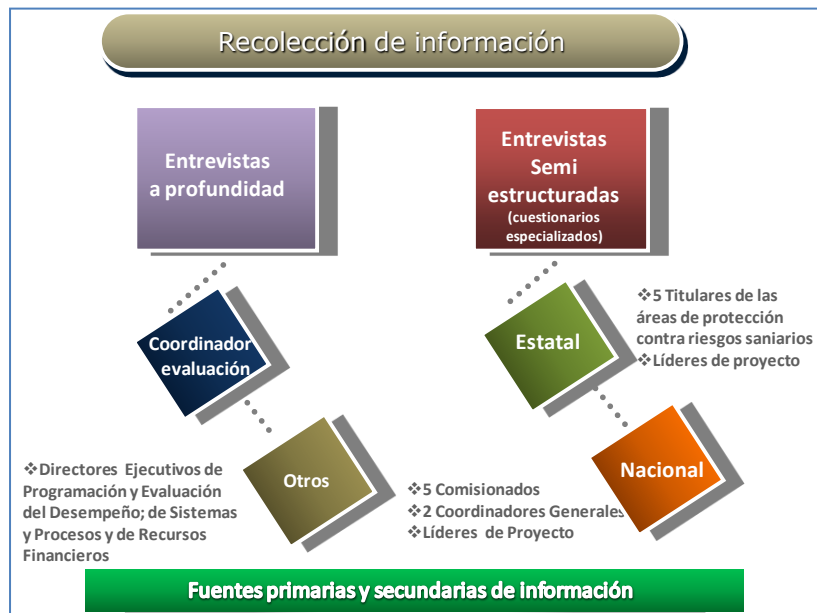 Recolección de información
Entrevistas
a profundidad
Entrevistas
Semi
estructuradas
(cuestionarios
especializados)
Coordinador
evaluación
Estatal
❖5 Titulares de las
áreas de protección
contra riesgos saniarios
❖Líderes de proyecto
Otros
❖Directores Ejecutivos de
Programación y Evaluación
del Desempeño; de Sistemas
y Procesos y de Recursos
Financieros
Nacional
❖5 Comisionados
❖2 Coordinadores Generales
❖Líderes de Proyecto
Fuentes primarias y secundarias de información